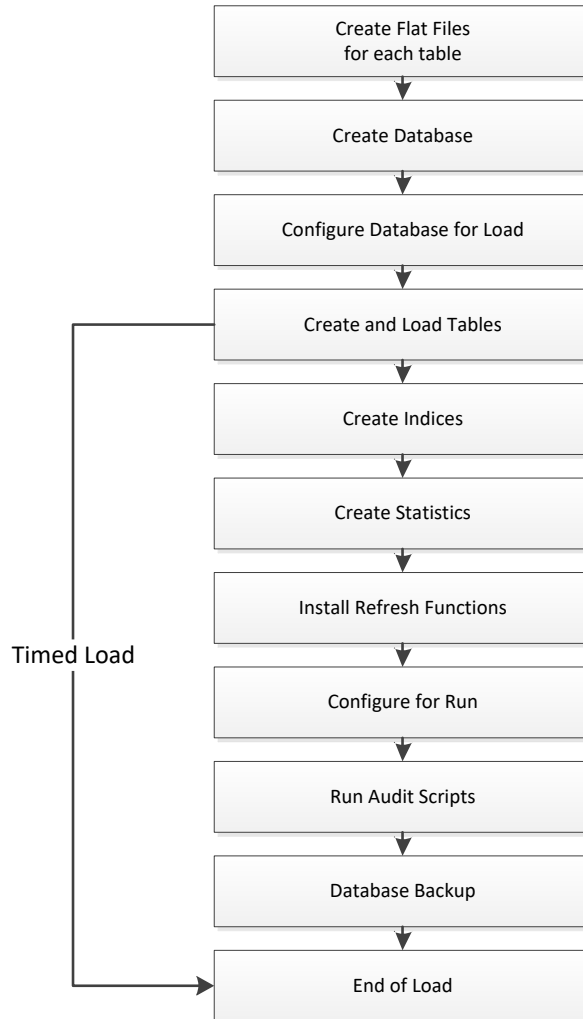 Create Flat Files
for each table
Create Database
Configure Database for Load
Create and Load Tables
Create Indices
Create Statistics
Install Refresh Functions
Timed Load
Configure for Run
Run Audit Scripts
Database Backup
End of Load